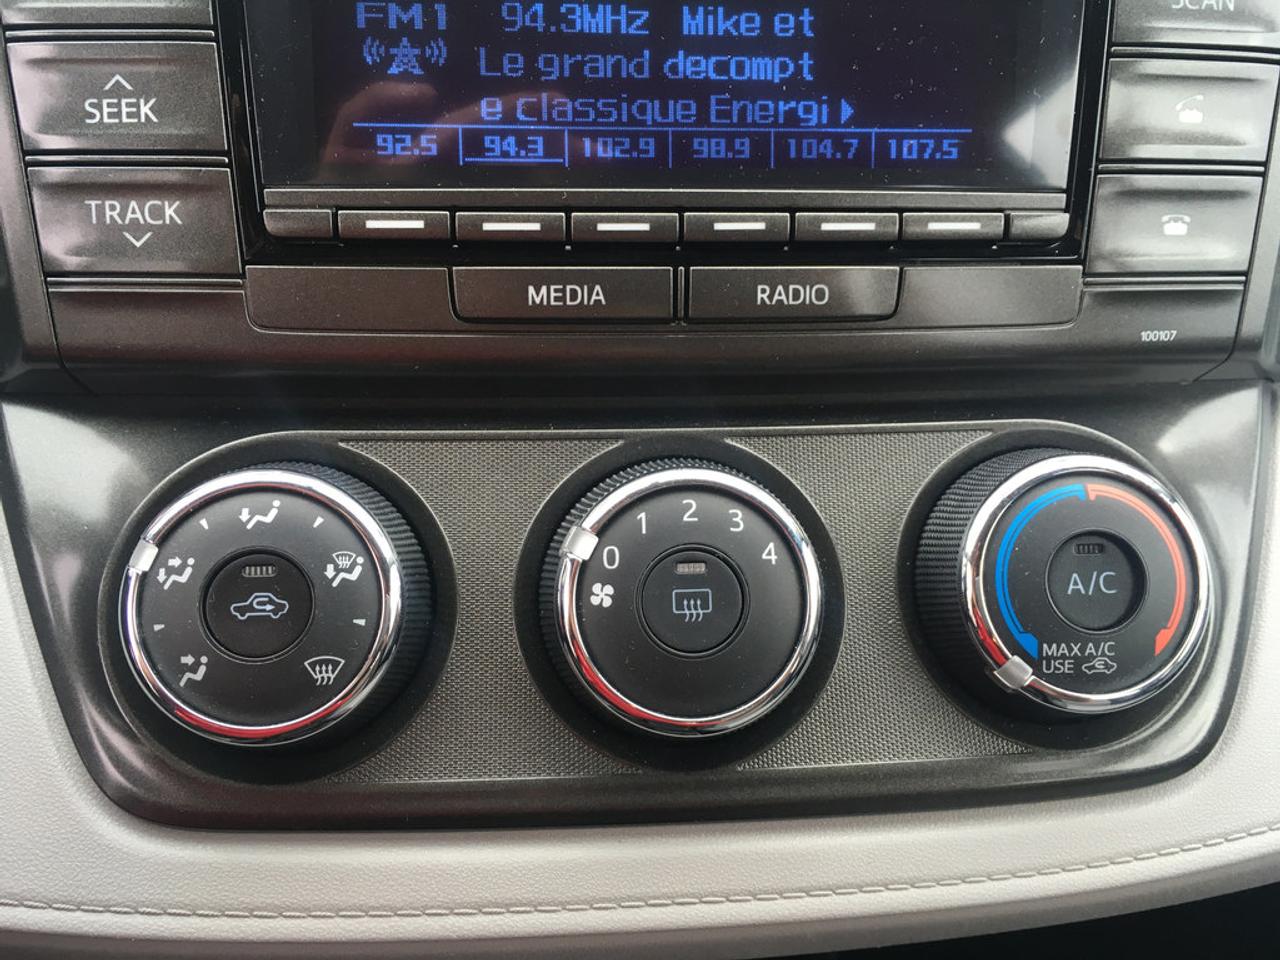 SCAN
FM1 94.3MHz Mike et
Le grand decompt
e classique Energi
92.5 94.3 102.9 98.9 104.7 107.5
SEEK
TRACK
MEDIA RADIO
100107
0 1 2 3 4
A/C
MAX A/C
USE